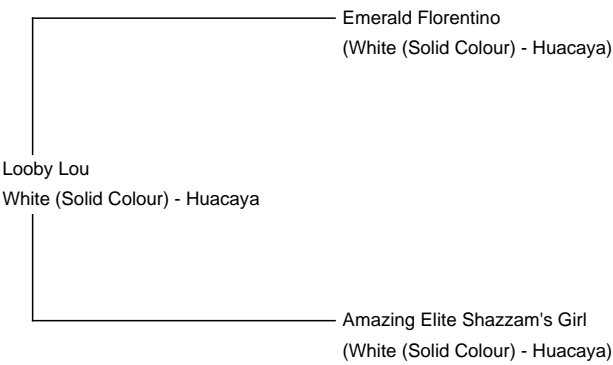 Emerald Florentino
(White (Solid Colour) - Huacaya)
Looby Lou
White (Solid Colour) - Huacaya
Amazing Elite Shazzam's Girl
(White (Solid Colour) - Huacaya)